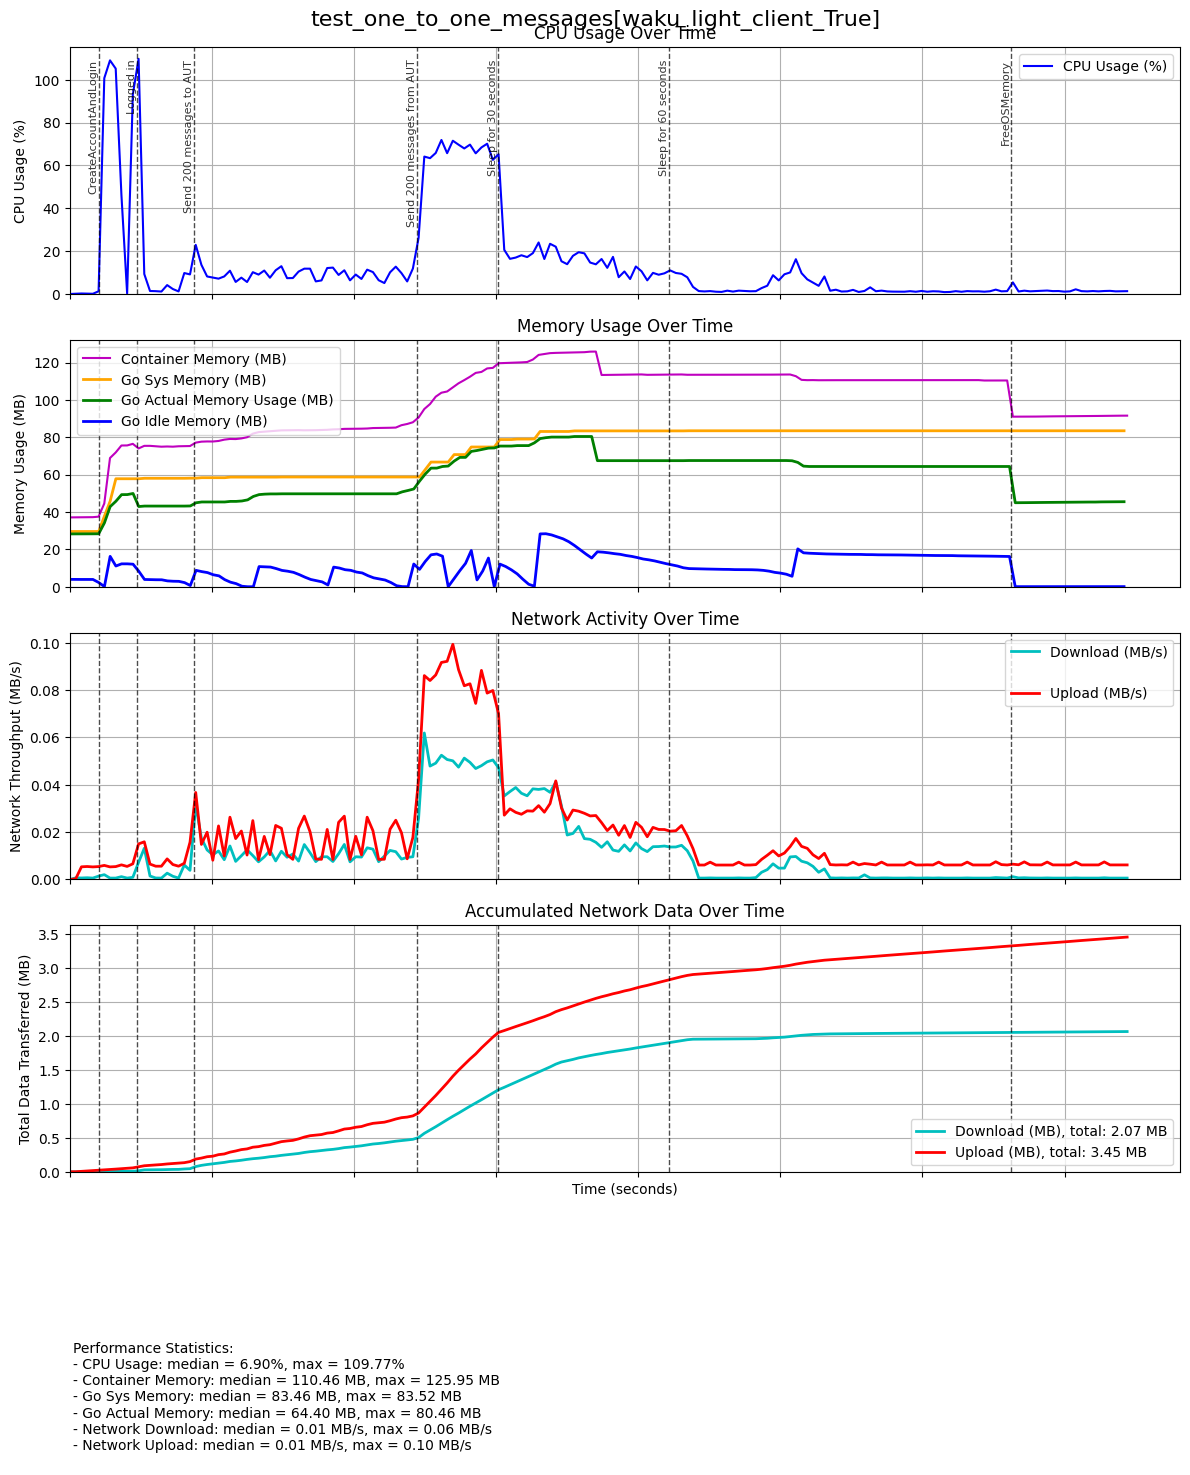 test_one_to_one_messages[waku_light_client_True]
CPU Usage Over Time
CPU Usage (%)
100
80
60
40
20
0
CreateAccountAndLogin
Logged in
Send 200 messages to AUT
Send 200 messages from AUT
Sleep for 30 seconds
Sleep for 60 seconds
FreeOSMemory
CPU Usage (%)
Memory Usage Over Time
Memory Usage (MB)
120
100
80
60
40
20
0
Container Memory (MB)
Go Sys Memory (MB)
Go Actual Memory Usage (MB)
Go Idle Memory (MB)
Network Activity Over Time
Network Throughput (MB/s)
0.10
0.08
0.06
0.04
0.02
0.00
Download (MB/s)
Upload (MB/s)
Accumulated Network Data Over Time
Total Data Transferred (MB)
3.5
3.0
2.5
2.0
1.5
1.0
0.5
0.0
Download (MB), total: 2.07 MB
Upload (MB), total: 3.45 MB
Time (seconds)
Performance Statistics:
- CPU Usage: median = 6.90%, max = 109.77%
- Container Memory: median = 110.46 MB, max = 125.95 MB
- Go Sys Memory: median = 83.46 MB, max = 83.52 MB
- Go Actual Memory: median = 64.40 MB, max = 80.46 MB
- Network Download: median = 0.01 MB/s, max = 0.06 MB/s
- Network Upload: median = 0.01 MB/s, max = 0.10 MB/s